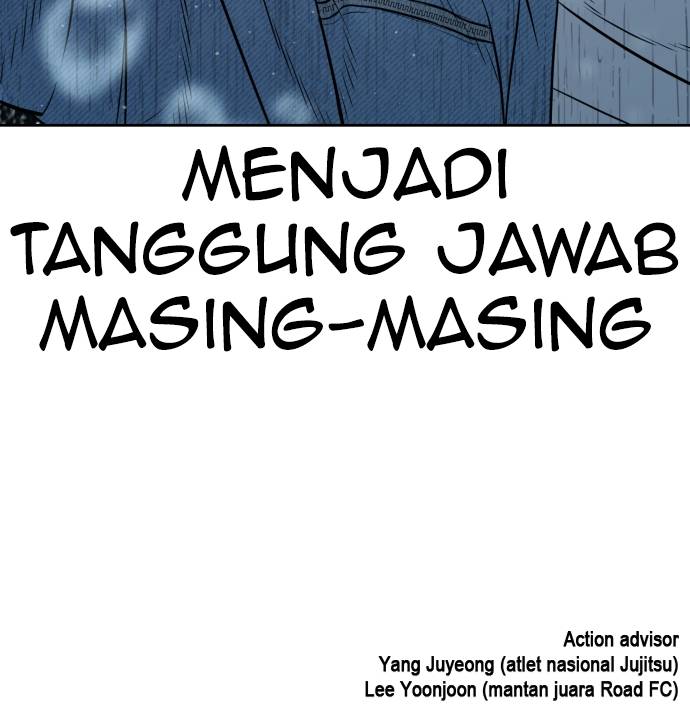 MENJADI
TANGGUNG JAWAB
MASING-MASING
Action advisor
Yang Juyeong (atlet nasional Jujitsu)
Lee Yoonjoon (mantan juara Road FC)